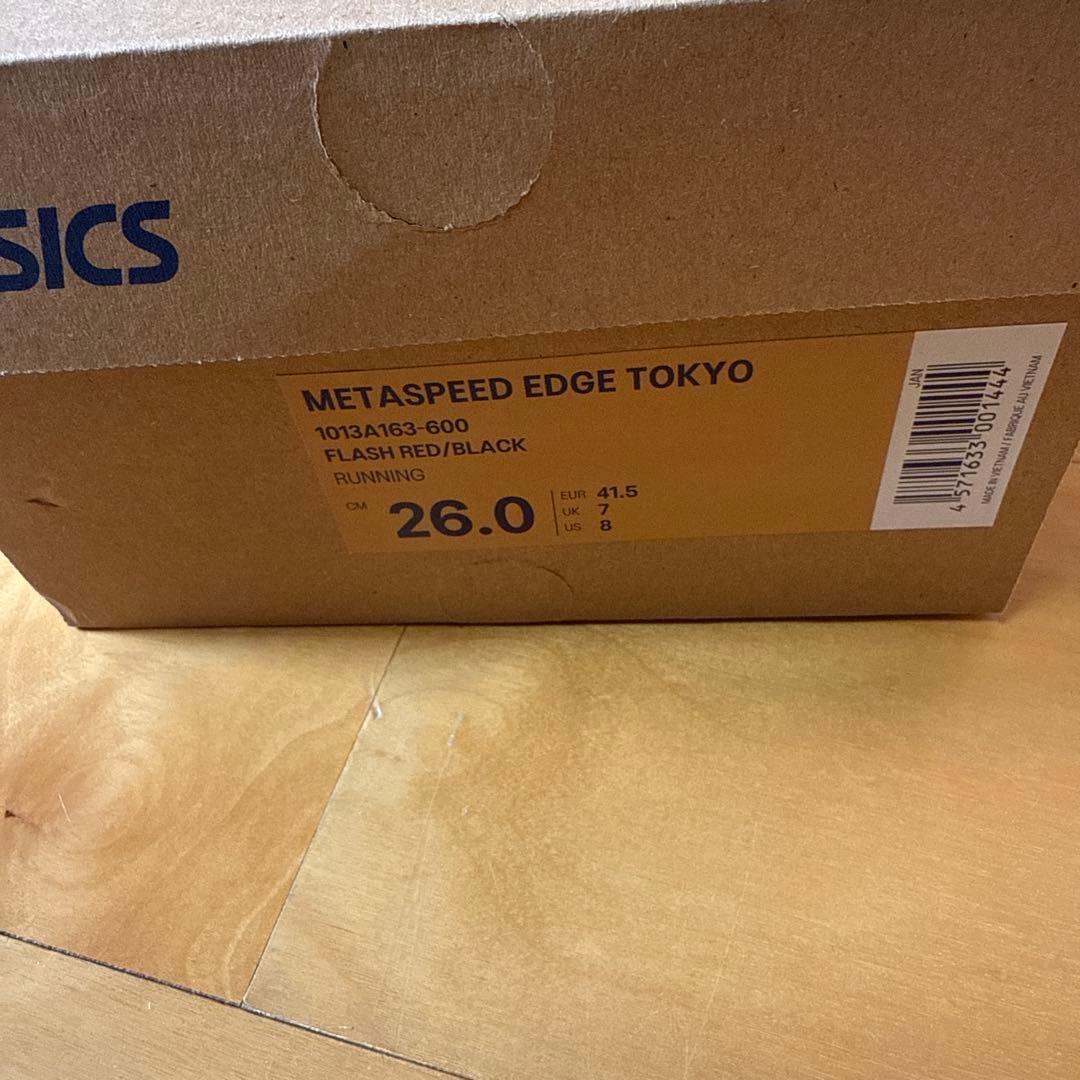 SICS
METASPEED EDGE TOKYO
1013A163-600
FLASH RED/BLACK
RUNNING
CM 26.0
EUR 41.5
UK 7
US 8
JAN
4 571633 001444
MADE IN VIETNAM / FABRIQUE AU VIETNAM